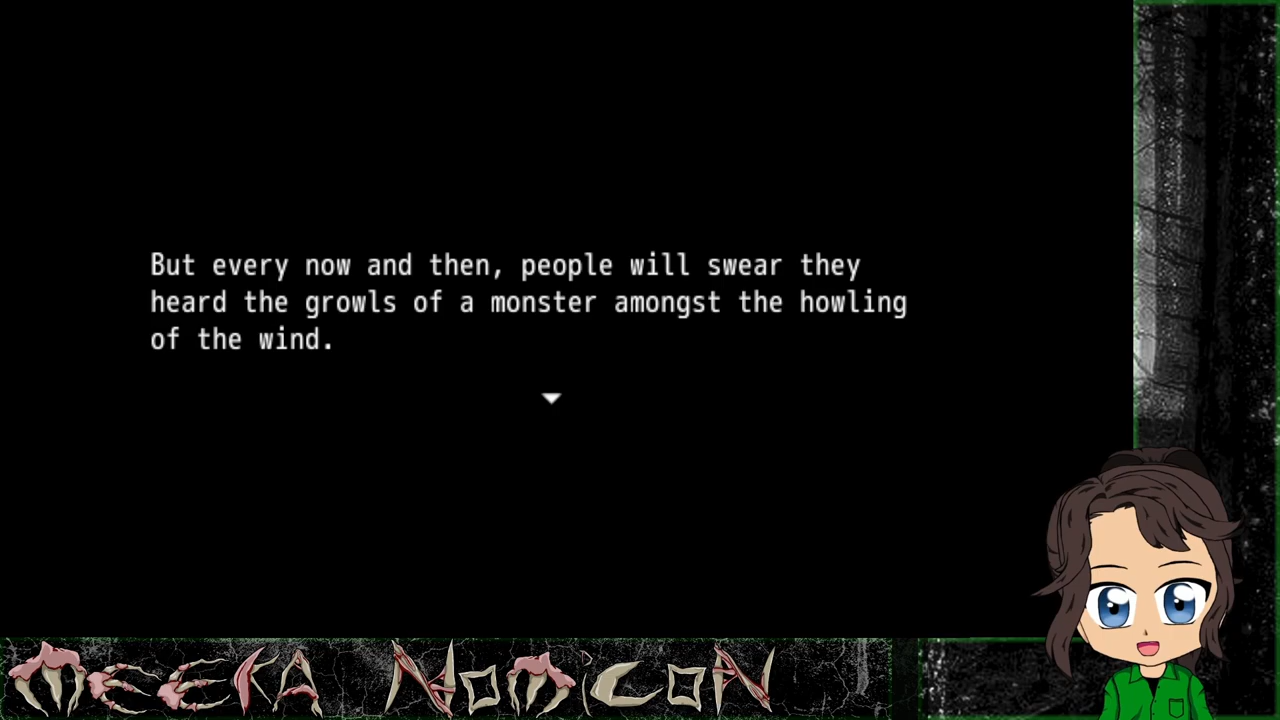 But every now and then, people will swear they
heard the growls of a monster amongst the howling
of the wind.
MEEKA NOMICON